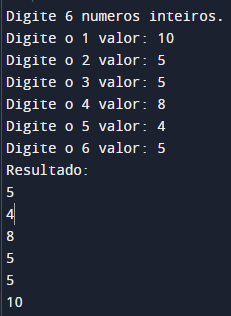 Digite 6 numeros inteiros.
Digite o 1 valor: 10
Digite o 2 valor: 5
Digite o 3 valor: 5
Digite o 4 valor: 8
Digite o 5 valor: 4
Digite o 6 valor: 5
Resultado:
5
4
8
5
5
10